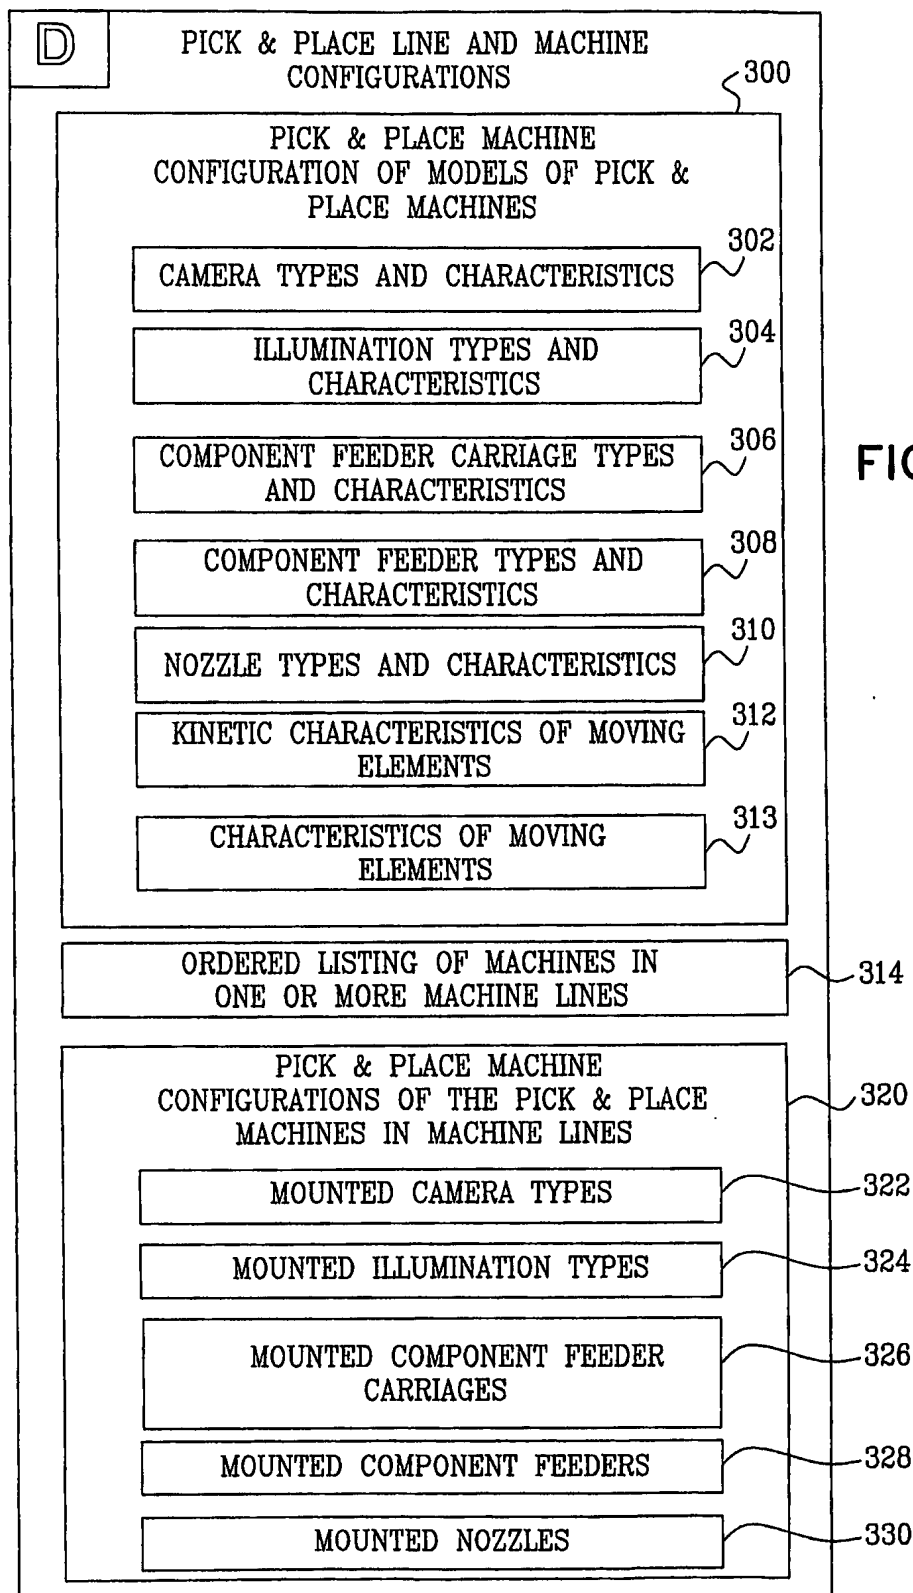 D
PICK & PLACE LINE AND MACHINE
CONFIGURATIONS
300
PICK & PLACE MACHINE
CONFIGURATION OF MODELS OF PICK &
PLACE MACHINES
302
CAMERA TYPES AND CHARACTERISTICS
304
ILLUMINATION TYPES AND
CHARACTERISTICS
306
COMPONENT FEEDER CARRIAGE TYPES
AND CHARACTERISTICS
FIG
308
COMPONENT FEEDER TYPES AND
CHARACTERISTICS
310
NOZZLE TYPES AND CHARACTERISTICS
312
KINETIC CHARACTERISTICS OF MOVING
ELEMENTS
313
CHARACTERISTICS OF MOVING
ELEMENTS
ORDERED LISTING OF MACHINES IN
ONE OR MORE MACHINE LINES
314
PICK & PLACE MACHINE
CONFIGURATIONS OF THE PICK & PLACE
MACHINES IN MACHINE LINES
320
MOUNTED CAMERA TYPES
322
MOUNTED ILLUMINATION TYPES
324
MOUNTED COMPONENT FEEDER
CARRIAGES
326
MOUNTED COMPONENT FEEDERS
328
MOUNTED NOZZLES
330